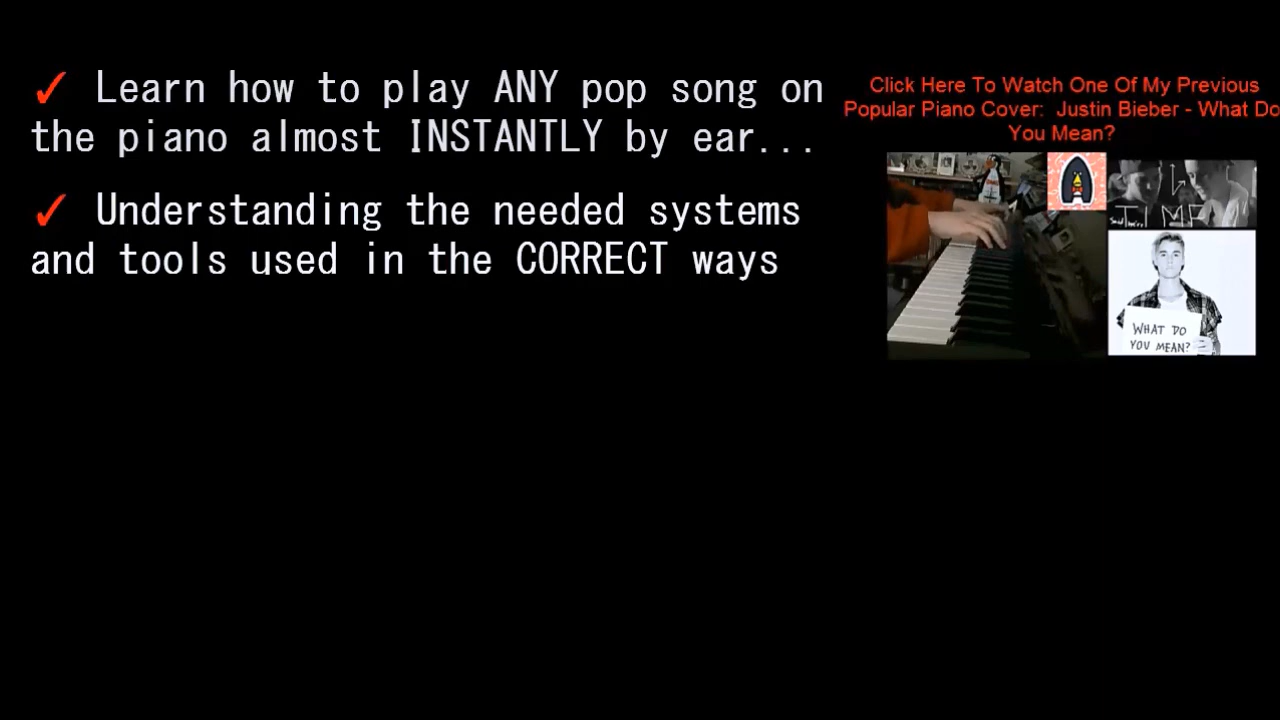 ✓ Learn how to play ANY pop song on
the piano almost INSTANTLY by ear...
✓ Understanding the needed systems
and tools used in the CORRECT ways
Click Here To Watch One Of My Previous
Popular Piano Cover: Justin Bieber - What Do
You Mean?
TIME
WHAT DO
YOU MEAN?